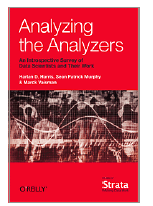 Analyzing
the Analyzers
An Introspective Survey of
Data Scientists and Their Work
Harlan D. Harris, Sean Patrick Murphy
& Marck Vaisman
O'REILLY
Strata